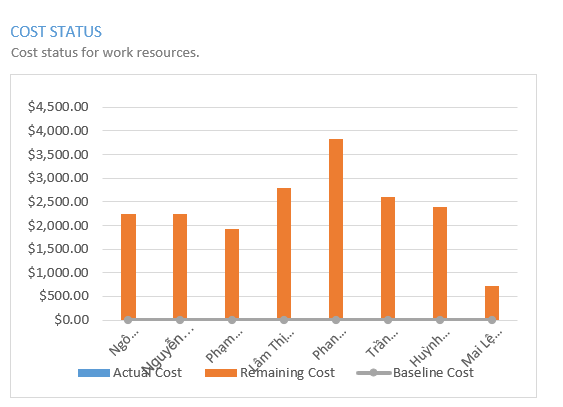 COST STATUS
Cost status for work resources.
$4,500.00
$4,000.00
$3,500.00
$3,000.00
$2,500.00
$2,000.00
$1,500.00
$1,000.00
$500.00
$0.00
Ngô…
Nguyễn…
Phạm…
Lâm Thị…
Phan…
Trần…
Huỳnh…
Mai Lệ…
Actual Cost
Remaining Cost
Baseline Cost